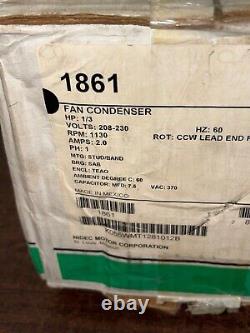 1861
FAN CONDENSER
HP: 1/3
VOLTS: 208-230 HZ: 60
RPM: 1130 ROT: CCW LEAD END
AMPS: 2.0
PH: 1
MTG: STUD/BAND
BRG: SAB
ENCL: TEAO
AMBIENT DEGREE C: 60
CAPACITOR: MFD: 7.5 VAC: 370
MADE IN MEXICO
1861
K055WMT1281012B
NIDEC MOTOR CORPORATION